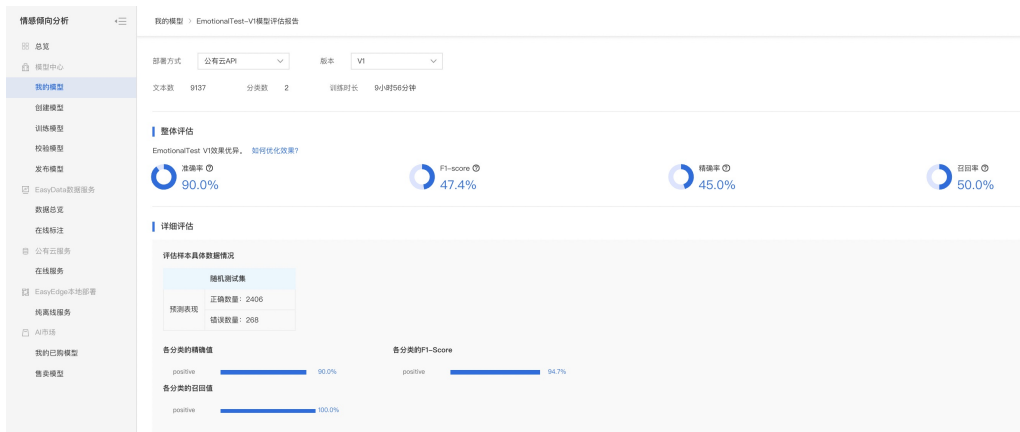 情感倾向分析
总览
模型中心
我的模型
创建模型
训练模型
校验模型
发布模型
EasyData数据服务
数据总览
在线标注
公有云服务
在线服务
EasyEdge本地部署
纯离线服务
AI市场
我的已购模型
售卖模型
我的模型 > EmotionalTest-V1模型评估报告
部署方式 公有云API 版本 V1
文本数 9137 分类数 2 训练时长 9小时56分钟
整体评估
EmotionalTest V1效果优异。 如何优化效果?
准确率 ? F1-score ? 精确率 ? 召回率 ?
90.0% 47.4% 45.0% 50.0%
详细评估
评估样本具体数据情况
随机测试集
预测表现 正确数量：2406
错误数量：268
各分类的精确值 各分类的F1-Score
positive 90.0% positive 94.7%
各分类的召回值
positive 100.0%